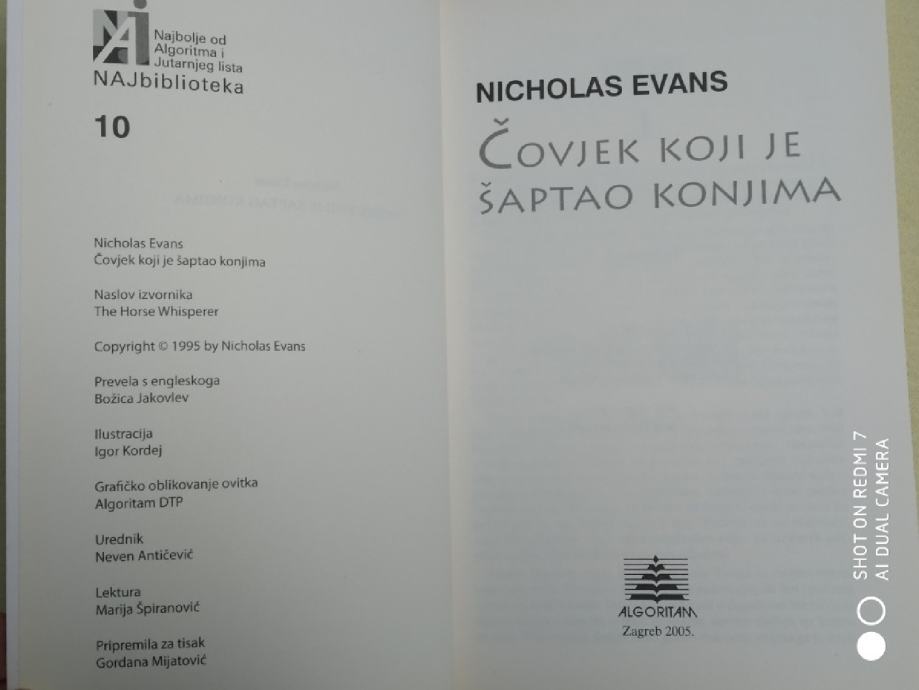 Najbolje od
Algoritma i
Jutarnjeg lista
NAJbiblioteka
10
Nicholas Evans
Čovjek koji je šaptao konjima
Naslov izvornika
The Horse Whisperer
Copyright © 1995 by Nicholas Evans
Prevela s engleskoga
Božica Jakovlev
Ilustracija
Igor Kordej
Grafičko oblikovanje ovitka
Algoritam DTP
Urednik
Neven Antičević
Lektura
Marija Špiranović
Pripremila za tisak
Gordana Mijatović
NICHOLAS EVANS
ČOVJEK KOJI JE
ŠAPTAO KONJIMA
ALGORITAM
Zagreb 2005.
SHOT ON REDMI 7
AI DUAL CAMERA